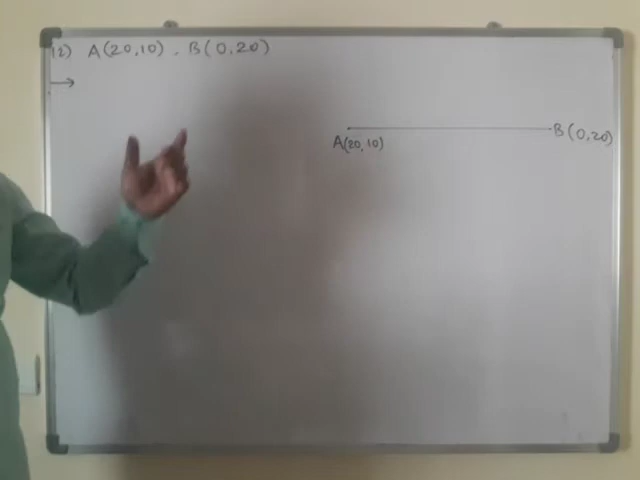 12) A(20,10) , B(0,20)
→
A(20,10)
B(0,20)